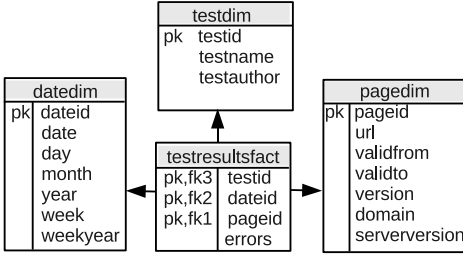 testdim
pk testid
testname
testauthor
datedim
pk dateid
date
day
month
year
week
weekyear
testresultsfact
pk,fk3 testid
pk,fk2 dateid
pk,fk1 pageid
errors
pagedim
pk pageid
url
validfrom
validto
version
domain
serverversion